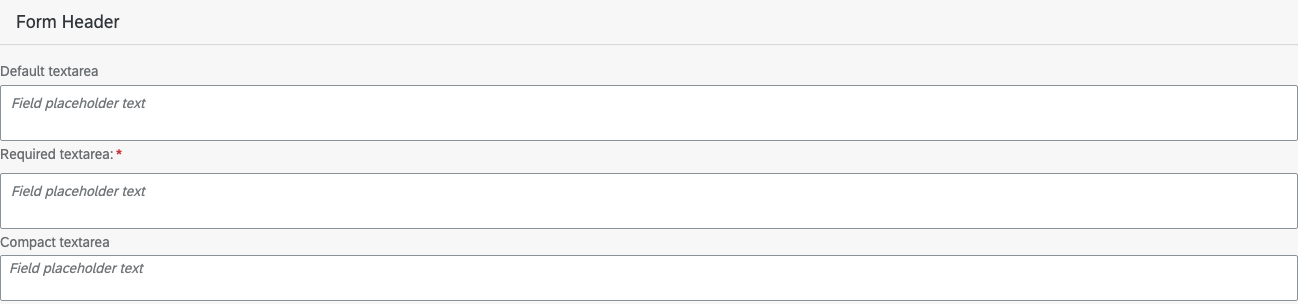 Form Header
Default textarea
Field placeholder text
Required textarea: *
Field placeholder text
Compact textarea
Field placeholder text